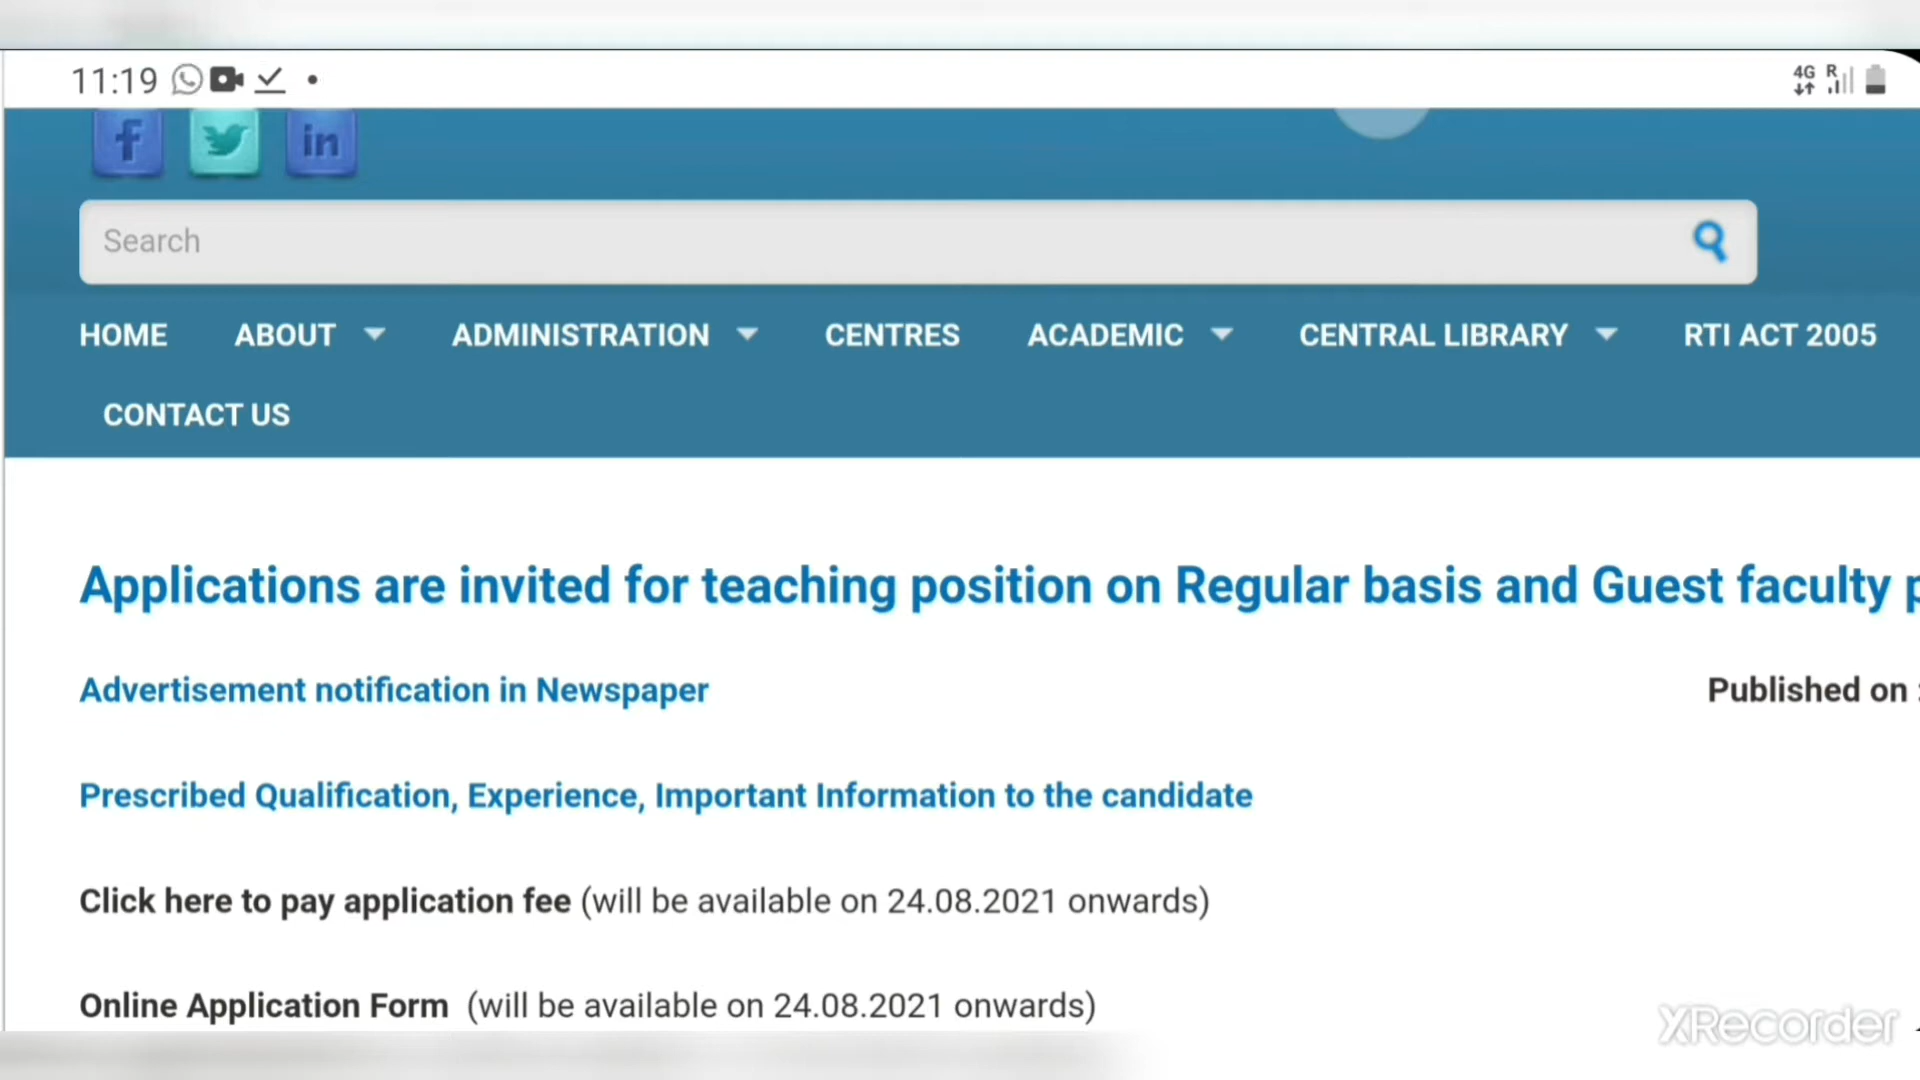 11:19
4G R
f in
Search
HOME ABOUT ADMINISTRATION CENTRES ACADEMIC CENTRAL LIBRARY RTI ACT 2005
CONTACT US
Applications are invited for teaching position on Regular basis and Guest faculty p
Advertisement notification in Newspaper
Published on :
Prescribed Qualification, Experience, Important Information to the candidate
Click here to pay application fee (will be available on 24.08.2021 onwards)
Online Application Form (will be available on 24.08.2021 onwards)
XRecorder